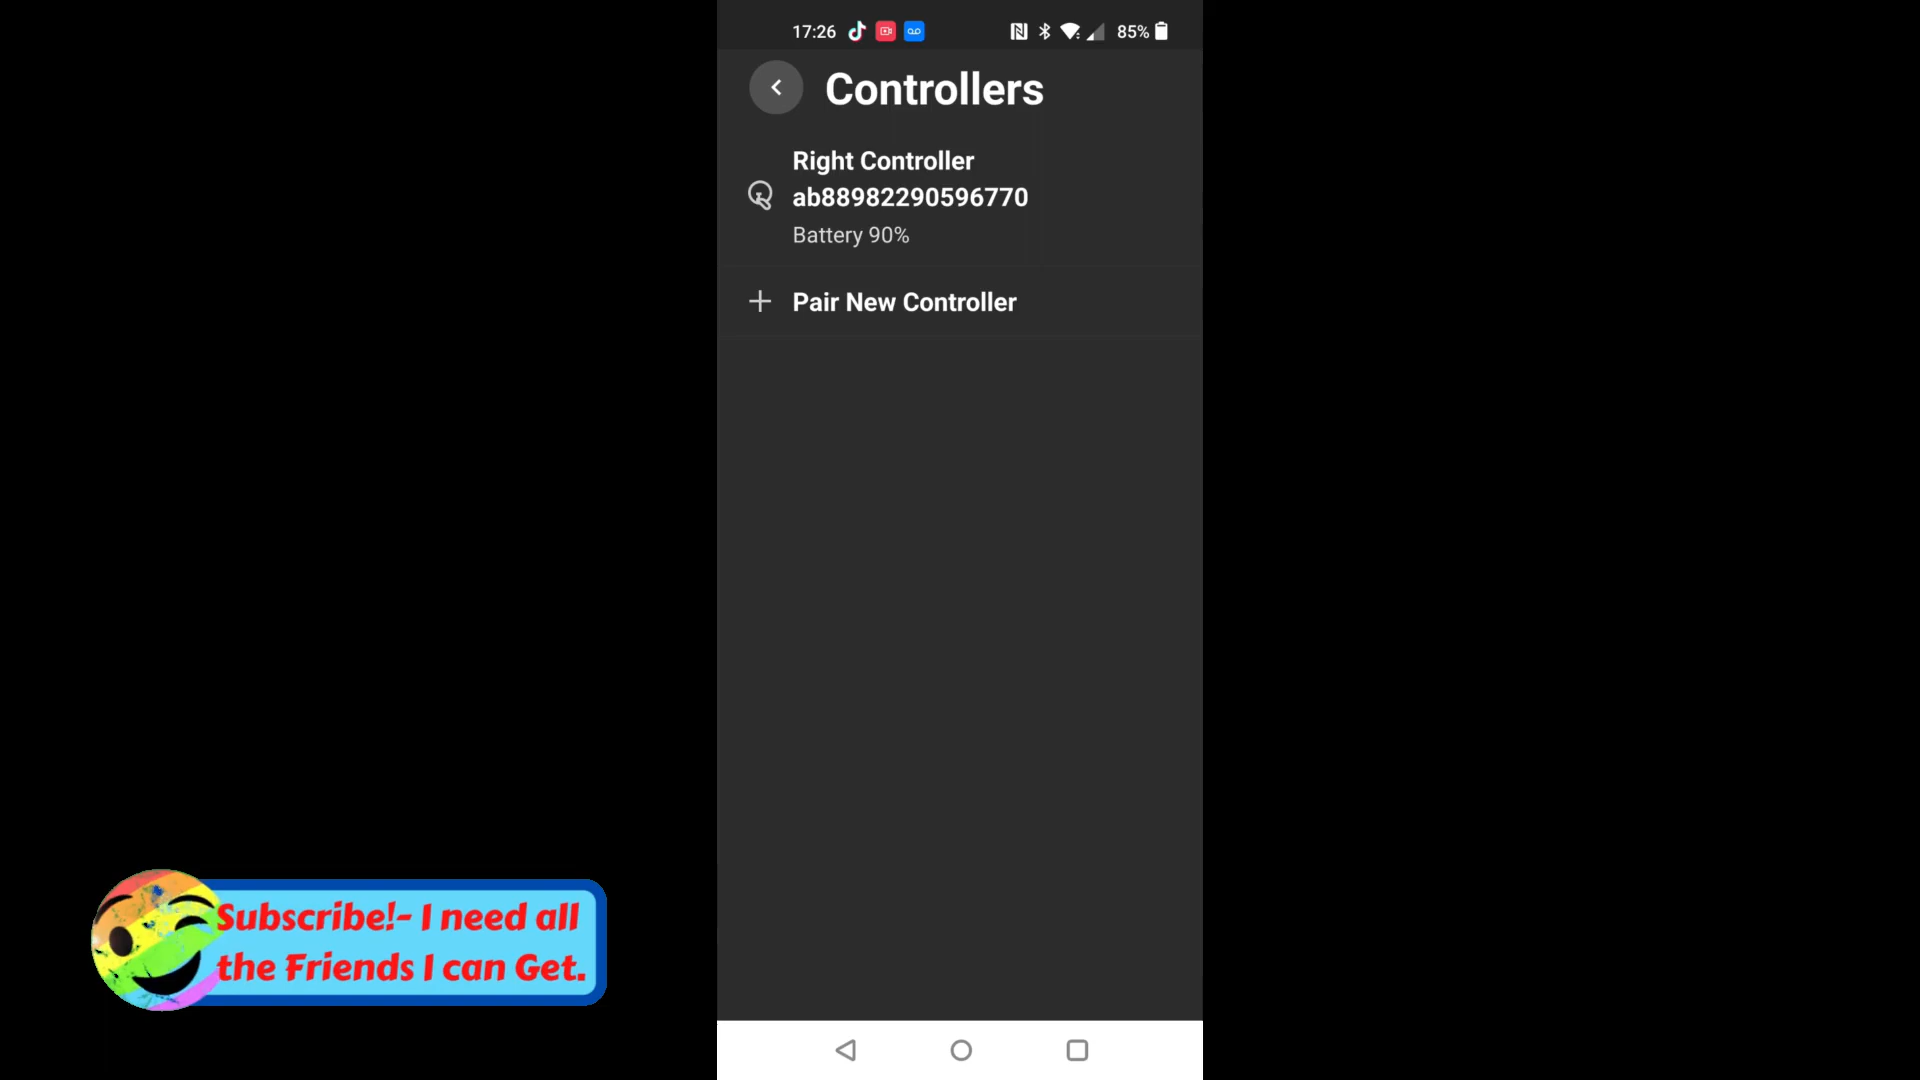 17:26
85%
Controllers
Right Controller
ab88982290596770
Battery 90%
Pair New Controller
Subscribe!- I need all
the Friends I can Get.